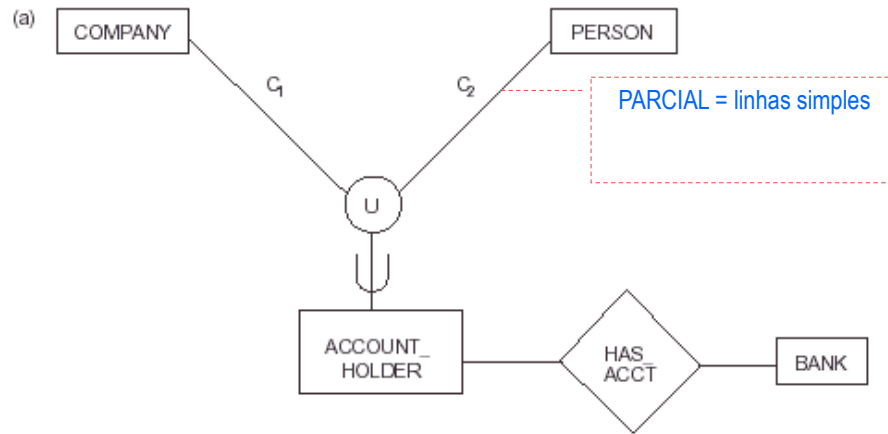 (a)
COMPANY
PERSON
C1
C2
PARCIAL = linhas simples
U
ACCOUNT_
HOLDER
HAS_
ACCT
BANK